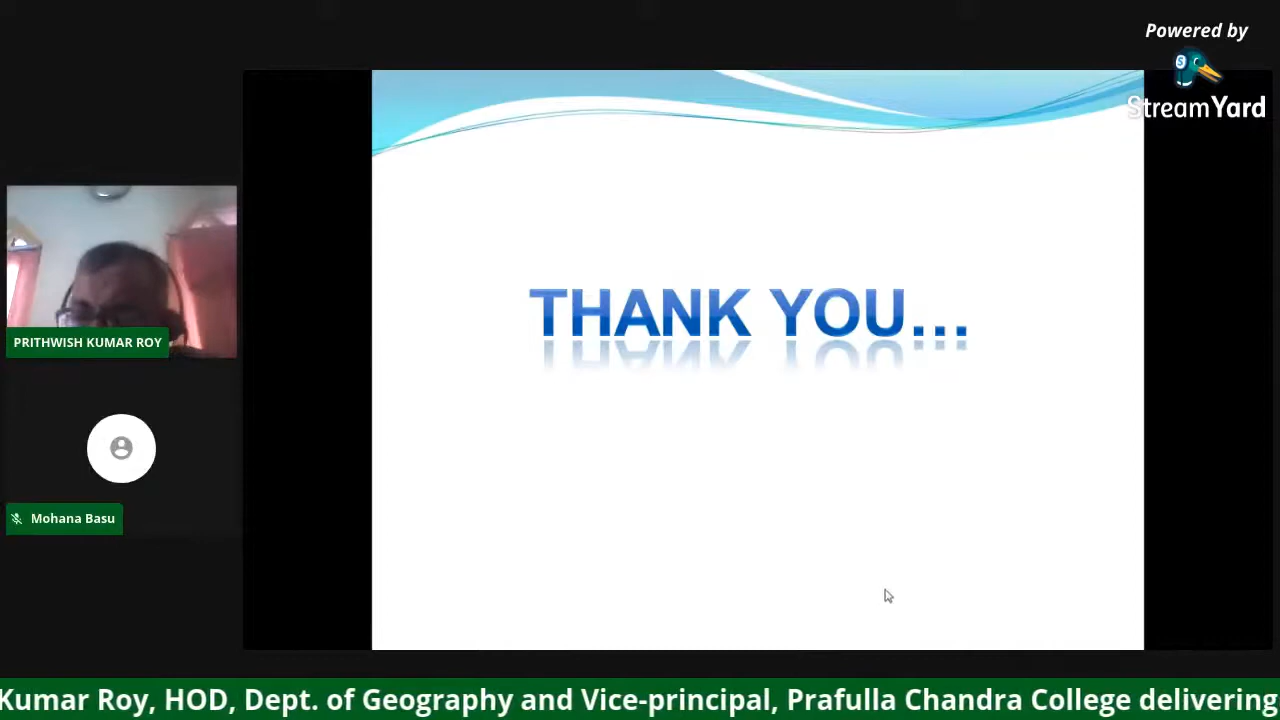 Powered by
StreamYard
THANK YOU...
PRITHWISH KUMAR ROY
Mohana Basu
Kumar Roy, HOD, Dept. of Geography and Vice-principal, Prafulla Chandra College delivering